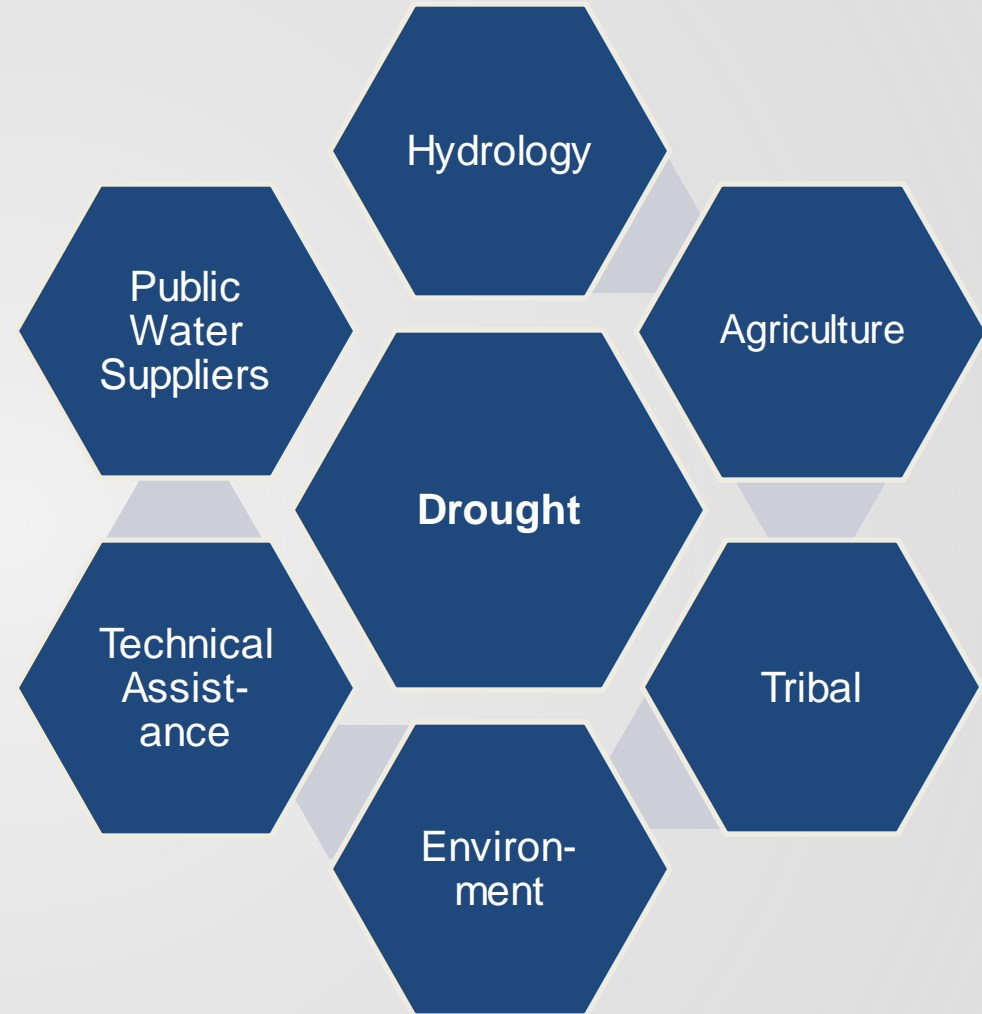 Hydrology
Public
Water
Suppliers
Agriculture
Drought
Technical
Assist-
ance
Tribal
Environ-
ment